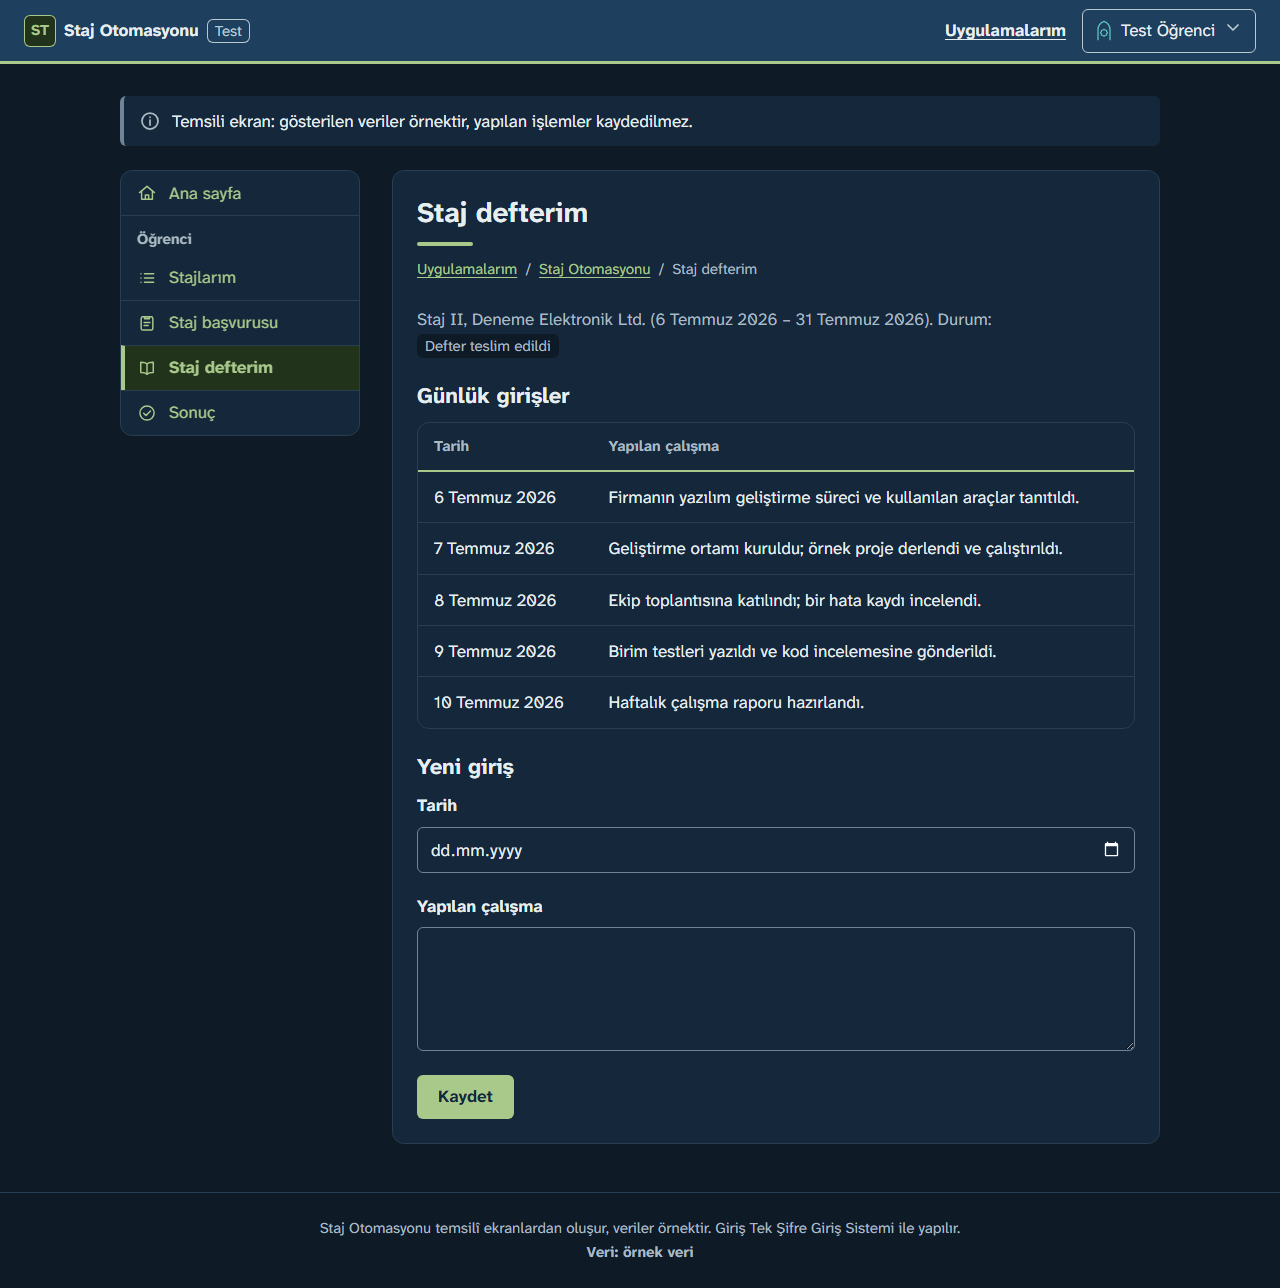 ST Staj Otomasyonu Test
Uygulamalarım
Test Öğrenci
Temsili ekran: gösterilen veriler örnektir, yapılan işlemler kaydedilmez.
Ana sayfa
Öğrenci
Stajlarım
Staj başvurusu
Staj defterim
Sonuç
Staj defterim
Uygulamalarım / Staj Otomasyonu / Staj defterim
Staj II, Deneme Elektronik Ltd. (6 Temmuz 2026 – 31 Temmuz 2026). Durum:
Defter teslim edildi
Günlük girişler
Tarih Yapılan çalışma
6 Temmuz 2026 Firmanın yazılım geliştirme süreci ve kullanılan araçlar tanıtıldı.
7 Temmuz 2026 Geliştirme ortamı kuruldu; örnek proje derlendi ve çalıştırıldı.
8 Temmuz 2026 Ekip toplantısına katılındı; bir hata kaydı incelendi.
9 Temmuz 2026 Birim testleri yazıldı ve kod incelemesine gönderildi.
10 Temmuz 2026 Haftalık çalışma raporu hazırlandı.
Yeni giriş
Tarih
dd.mm.yyyy
Yapılan çalışma
Kaydet
Staj Otomasyonu temsilî ekranlardan oluşur, veriler örnektir. Giriş Tek Şifre Giriş Sistemi ile yapılır.
Veri: örnek veri